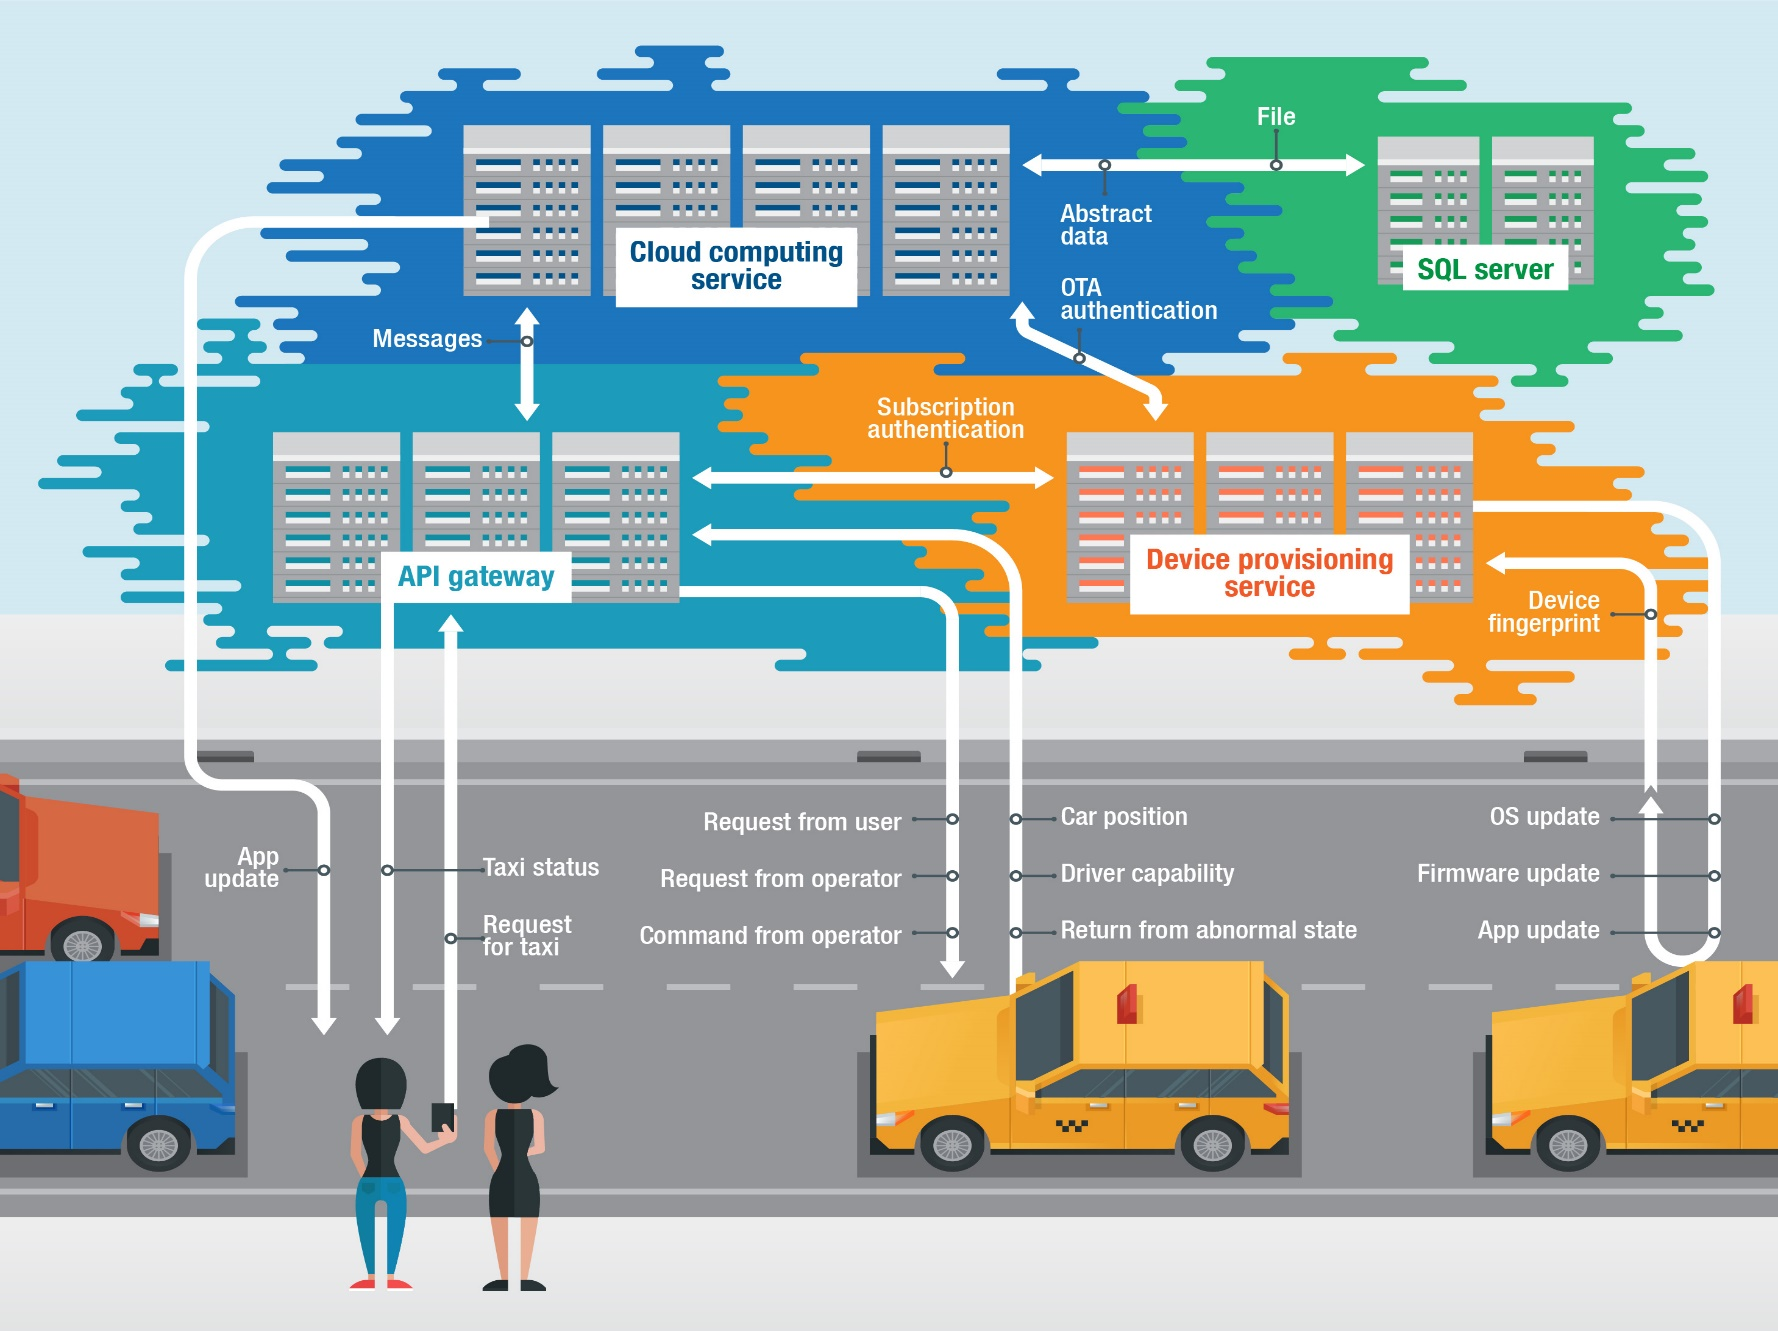 File
Abstract
data
Cloud computing
service
SQL server
OTA
authentication
Messages
Subscription
authentication
API gateway
Device provisioning
service
Device
fingerprint
Request from user
Car position
OS update
App
update
Taxi status
Request from operator
Driver capability
Firmware update
Request
for taxi
Command from operator
Return from abnormal state
App update